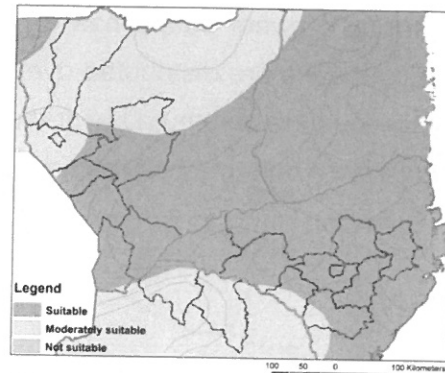 Legend
Suitable
Moderately suitable
Not suitable
100 50 0 100 Kilometers